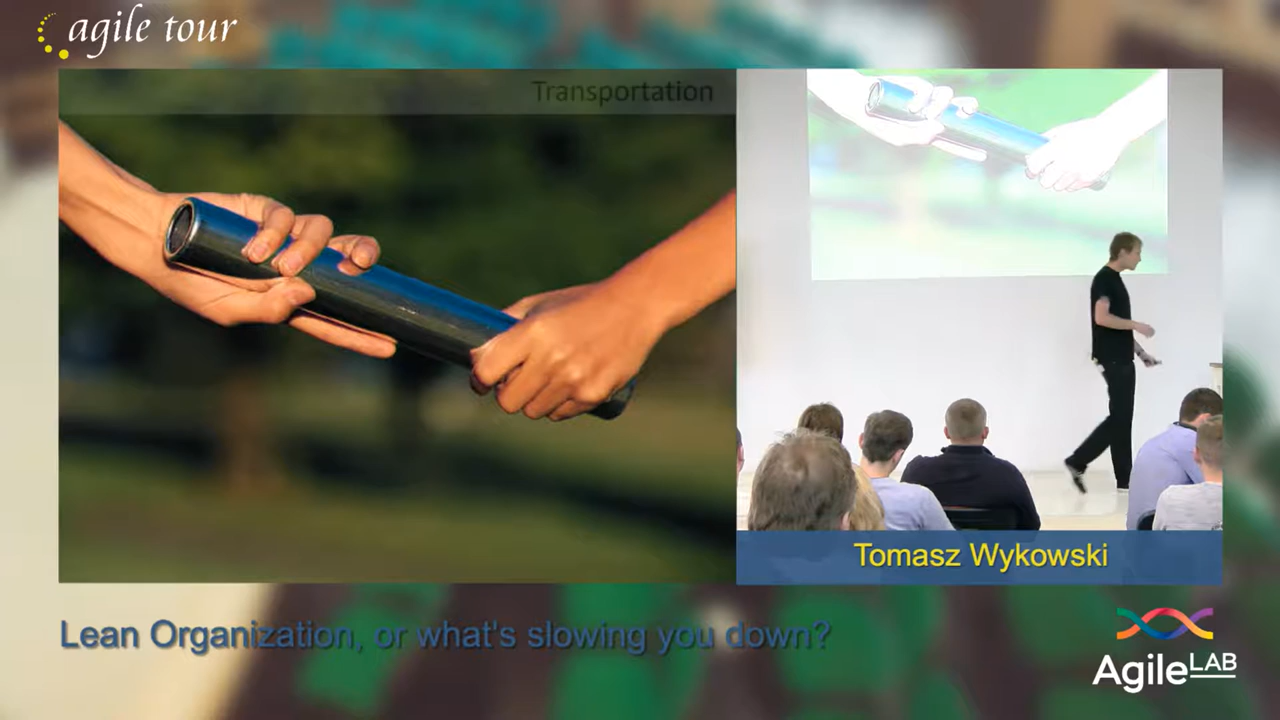 agile tour
Transportation
Tomasz Wykowski
Lean Organization, or what's slowing you down?
AgileLAB